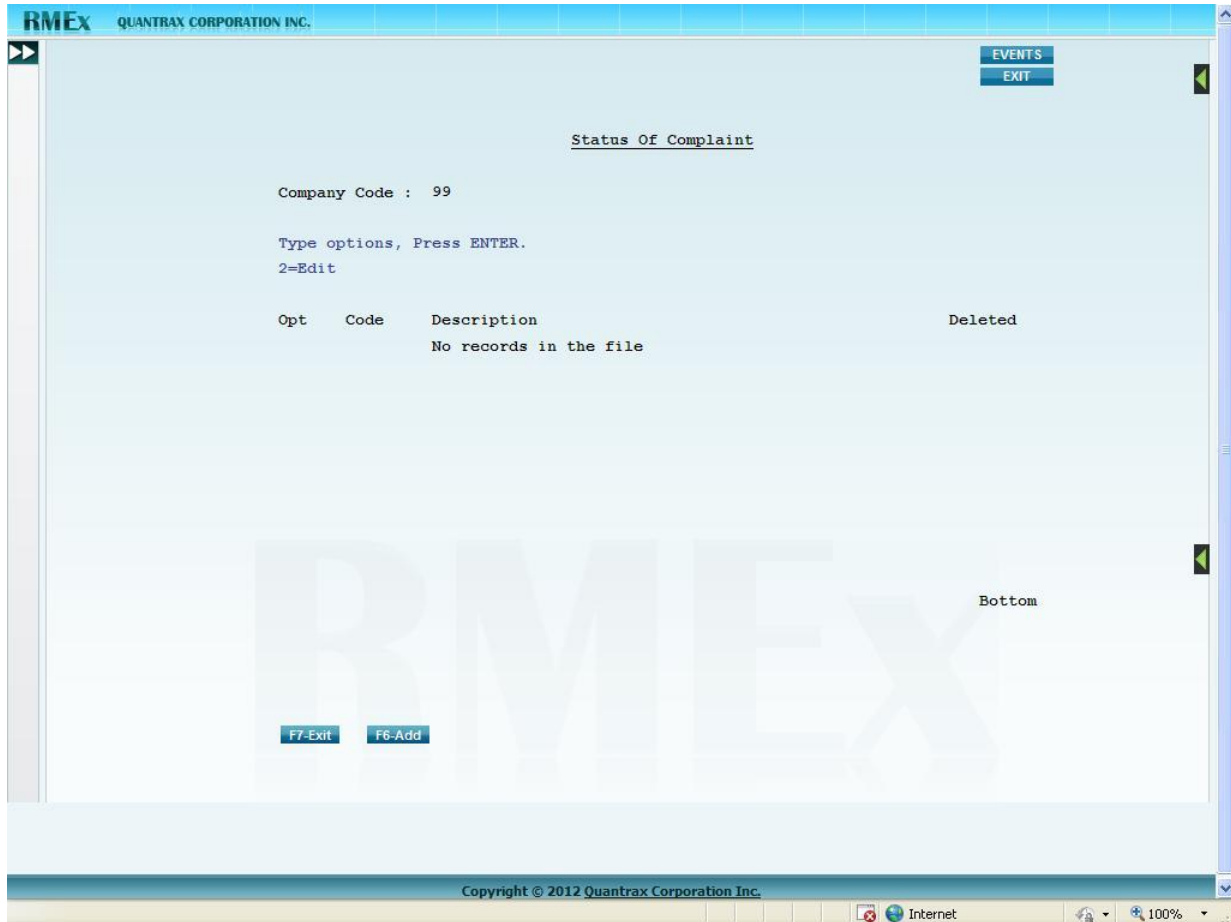 RMEx QUANTRAX CORPORATION INC.
EVENTS
EXIT
Status Of Complaint
Company Code : 99
Type options, Press ENTER.
2=Edit
Opt Code Description Deleted
No records in the file
RMEx
Bottom
F7-Exit F6-Add
Copyright © 2012 Quantrax Corporation Inc.
Internet 100%